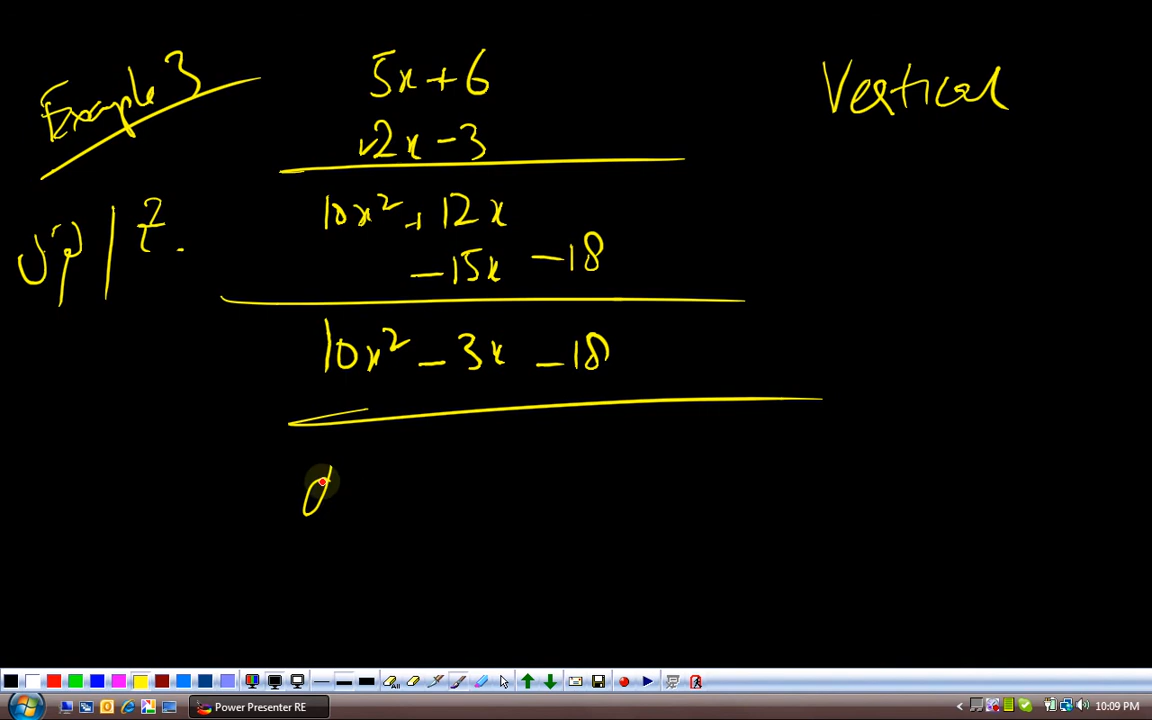 Example 3
5x + 6
Vertical
2x - 3
10x² + 12x
- 15x - 18
10x² - 3x - 18
Power Presenter RE
10:09 PM